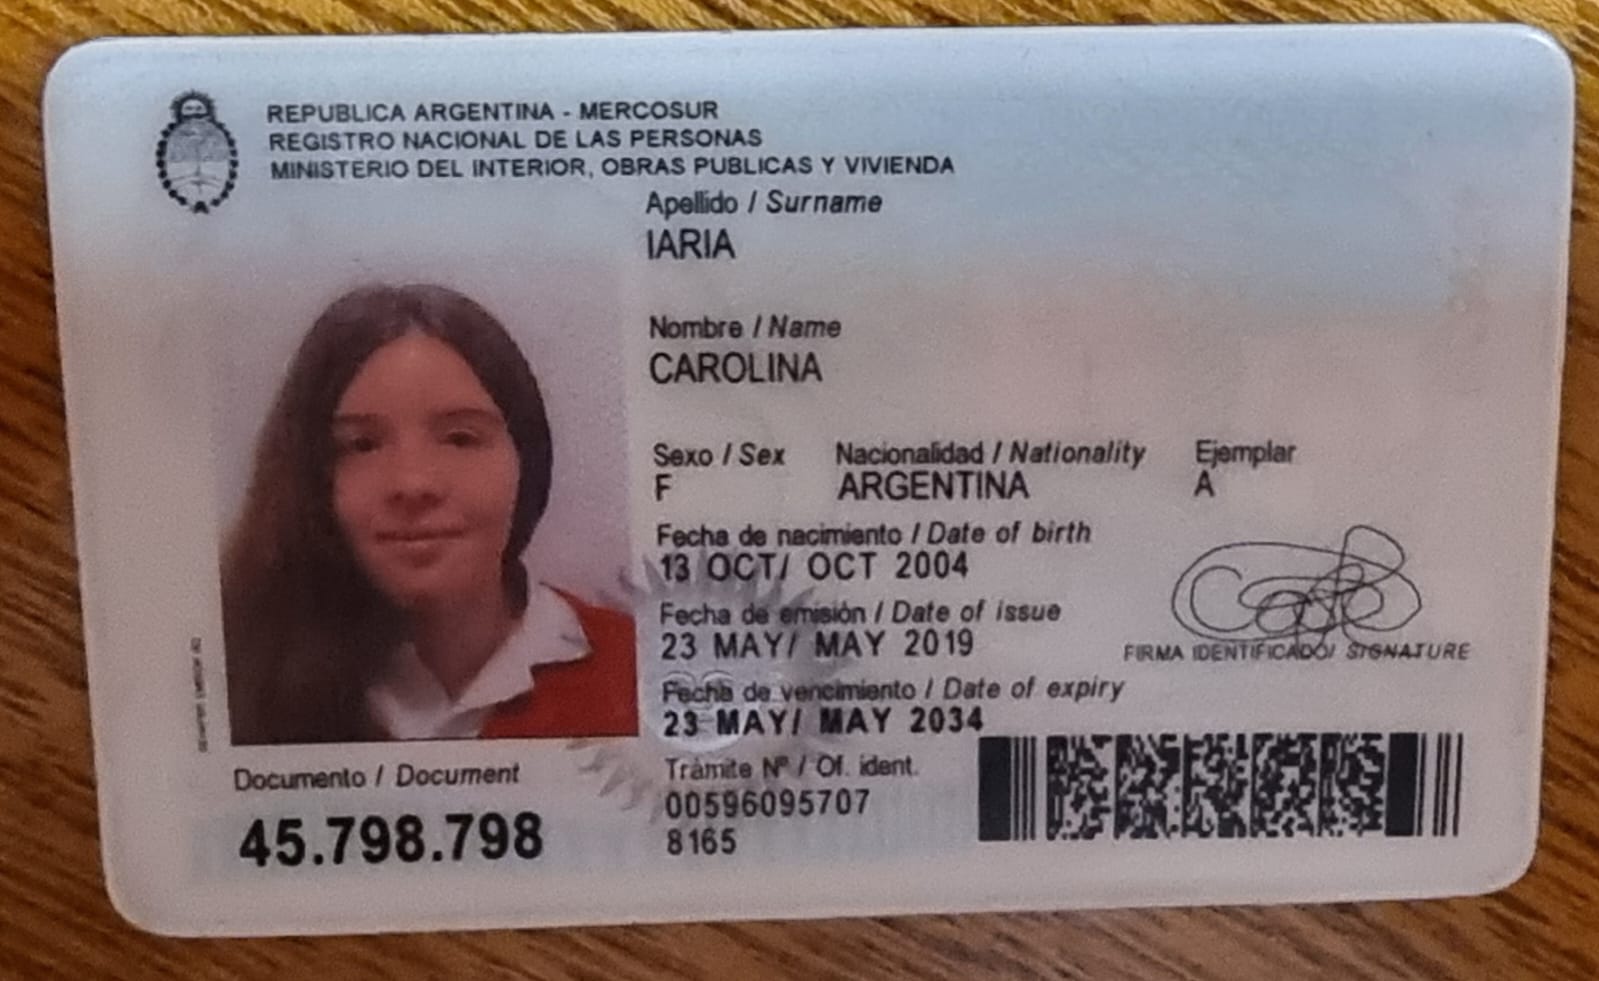 REPUBLICA ARGENTINA - MERCOSUR
REGISTRO NACIONAL DE LAS PERSONAS
MINISTERIO DEL INTERIOR, OBRAS PUBLICAS Y VIVIENDA
Apellido / Surname
IARIA
Nombre / Name
CAROLINA
Sexo / Sex Nacionalidad / Nationality Ejemplar
F ARGENTINA A
Fecha de nacimiento / Date of birth
13 OCT/ OCT 2004
Fecha de emisión / Date of issue
23 MAY/ MAY 2019
FIRMA IDENTIFICADO/ SIGNATURE
Fecha de vencimiento / Date of expiry
23 MAY/ MAY 2034
Documento / Document
45.798.798
Trámite Nº / Of. ident.
00596095707
8165